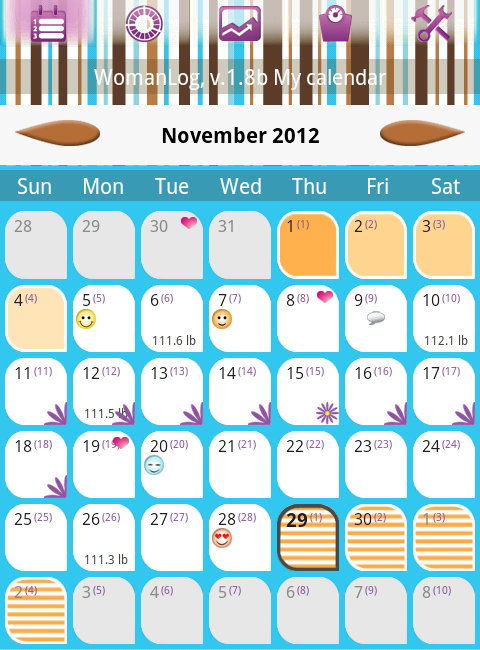 WomanLog, v.1.8b My calendar
November 2012
Sun Mon Tue Wed Thu Fri Sat
28 29 30 31 1 (1) 2 (2) 3 (3)
4 (4) 5 (5) 6 (6) 7 (7) 8 (8) 9 (9) 10 (10)
111.6 lb 112.1 lb
11 (11) 12 (12) 13 (13) 14 (14) 15 (15) 16 (16) 17 (17)
111.5 lb
18 (18) 19 (19) 20 (20) 21 (21) 22 (22) 23 (23) 24 (24)
25 (25) 26 (26) 27 (27) 28 (28) 29 (1) 30 (2) 1 (3)
111.3 lb
2 (4) 3 (5) 4 (6) 5 (7) 6 (8) 7 (9) 8 (10)